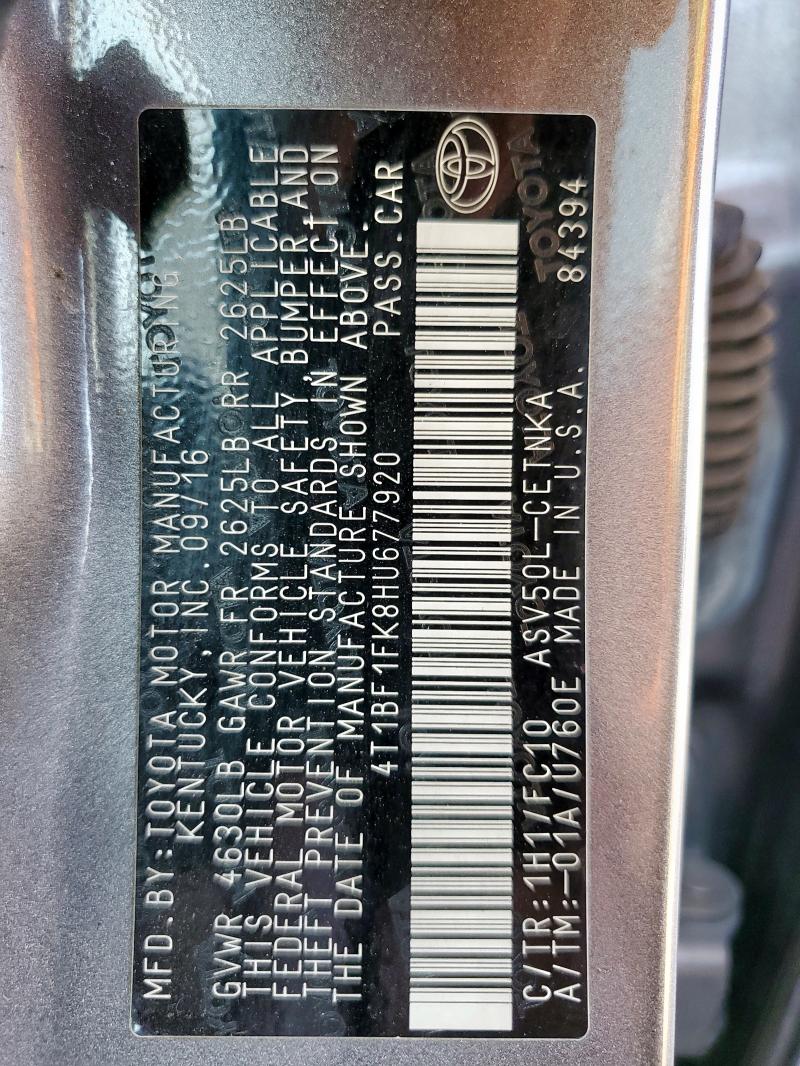 MFD.BY:TOYOTA MOTOR MANUFACTURING,
KENTUCKY,INC.09/16
GVWR 4630LB GAWR FR 2625LB RR 2625LB
THIS VEHICLE CONFORMS TO ALL APPLICABLE
FEDERAL MOTOR VEHICLE SAFETY,BUMPER,AND
THEFT PREVENTION STANDARDS IN EFFECT ON
THE DATE OF MANUFACTURE SHOWN ABOVE.
4T1BF1FK8HU677920 PASS.CAR
C/TR:1H1/FC10 ASV50L-CETNKA 84394
A/TM:-01A/U760E MADE IN U.S.A.
TOYOTA
TOYOTA